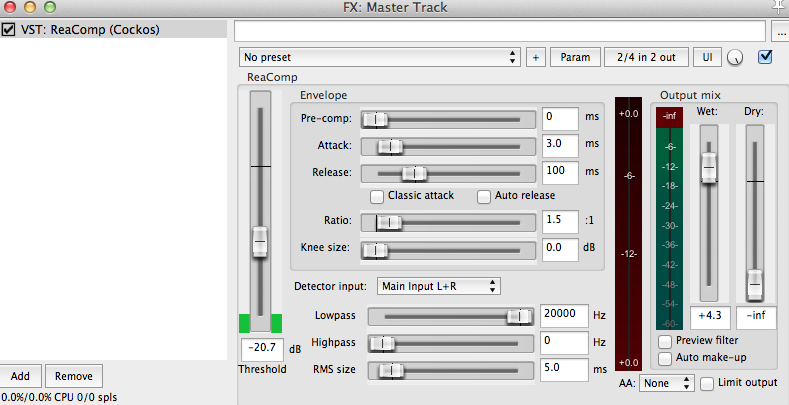 FX: Master Track
VST: ReaComp (Cockos)
...
No preset
+
Param
2/4 in 2 out
UI
ReaComp
Envelope
Pre-comp: 0 ms
Attack: 3.0 ms
Release: 100 ms
Classic attack Auto release
Ratio: 1.5 :1
Knee size: 0.0 dB
Detector input: Main Input L+R
Lowpass 20000 Hz
Highpass 0 Hz
RMS size 5.0 ms
-20.7 dB
Threshold
+0.0
-6-
-12-
+0.0
Output mix
Wet: Dry:
-inf
-6-
-12-
-18-
-24-
-30-
-36-
-42-
-48-
-54-
-60-
+4.3 -inf
Preview filter
Auto make-up
AA: None Limit output
Add Remove
0.0%/0.0% CPU 0/0 spls